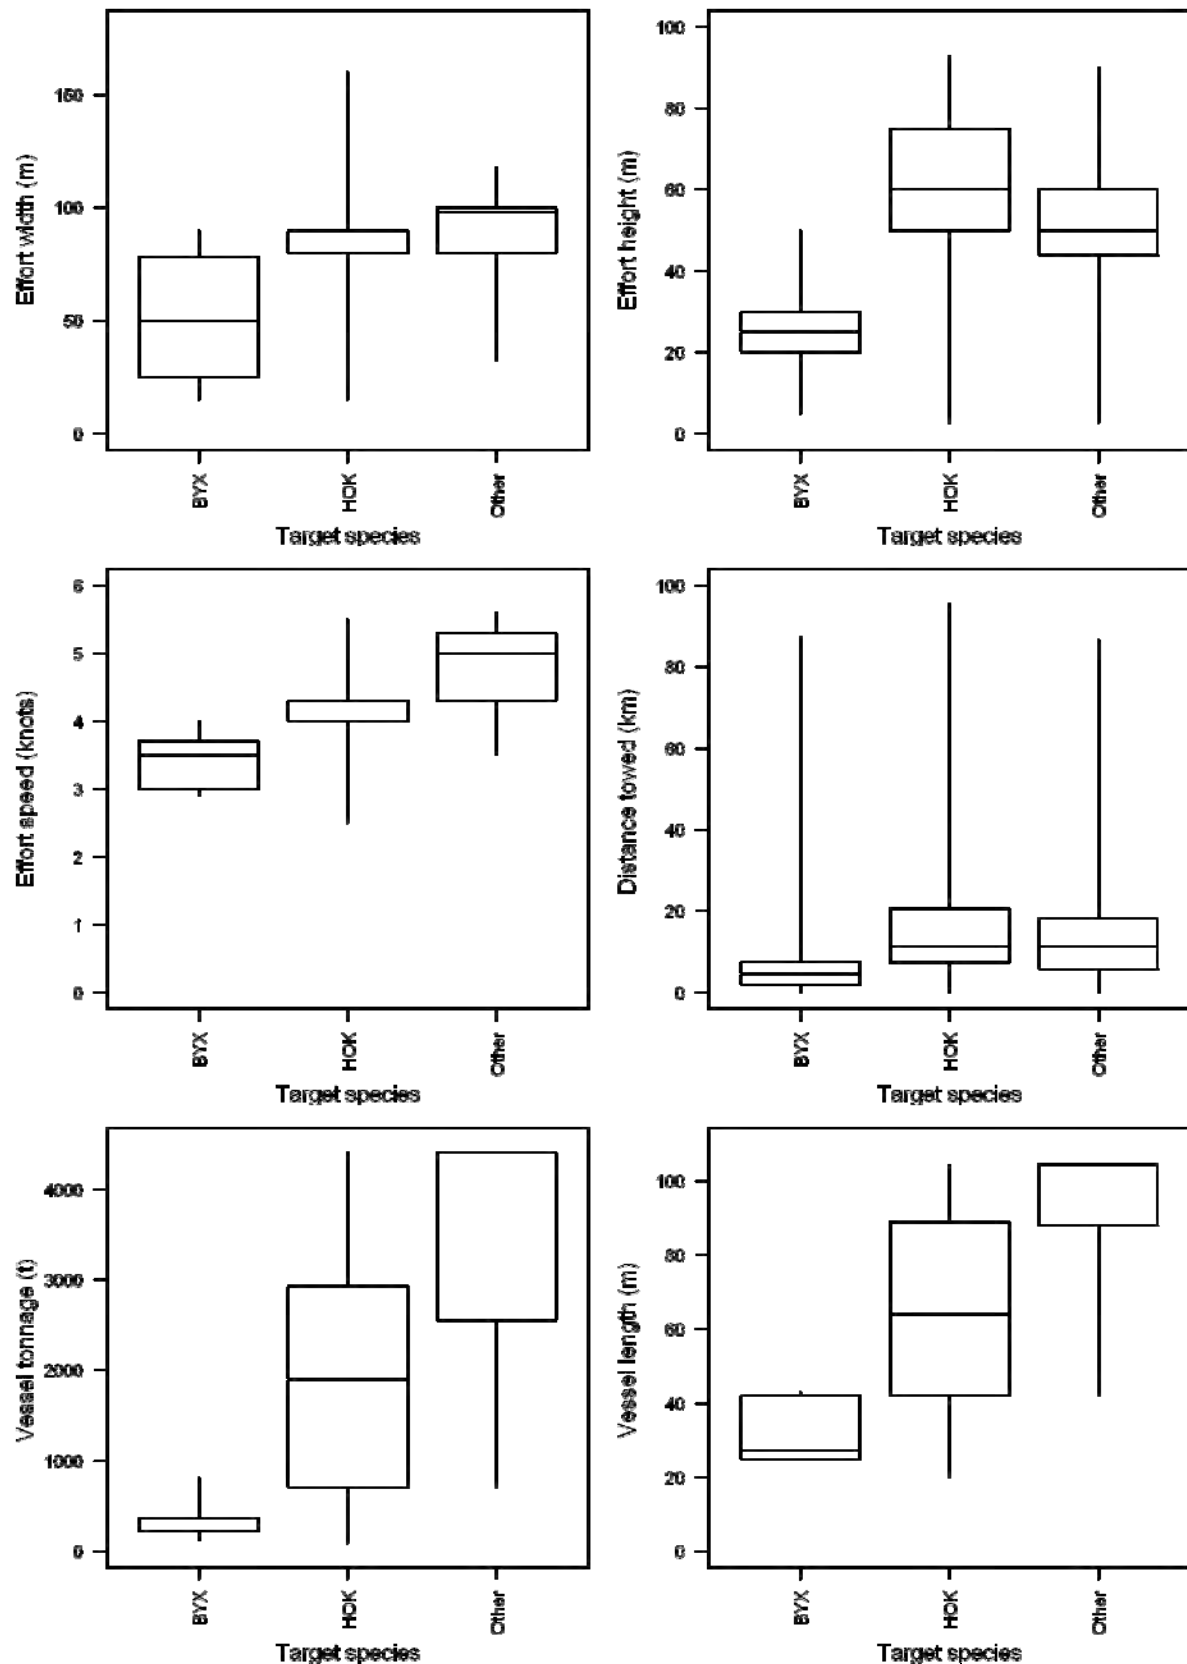 Effort width (m)
150
100
50
0
BYX
HOK
Other
Target species
Effort height (m)
100
80
60
40
20
0
BYX
HOK
Other
Target species
Effort speed (knots)
6
5
4
3
2
1
0
BYX
HOK
Other
Target species
Distance towed (km)
100
80
60
40
20
0
BYX
HOK
Other
Target species
Vessel tonnage (t)
4000
3000
2000
1000
0
BYX
HOK
Other
Target species
Vessel length (m)
100
80
60
40
20
0
BYX
HOK
Other
Target species